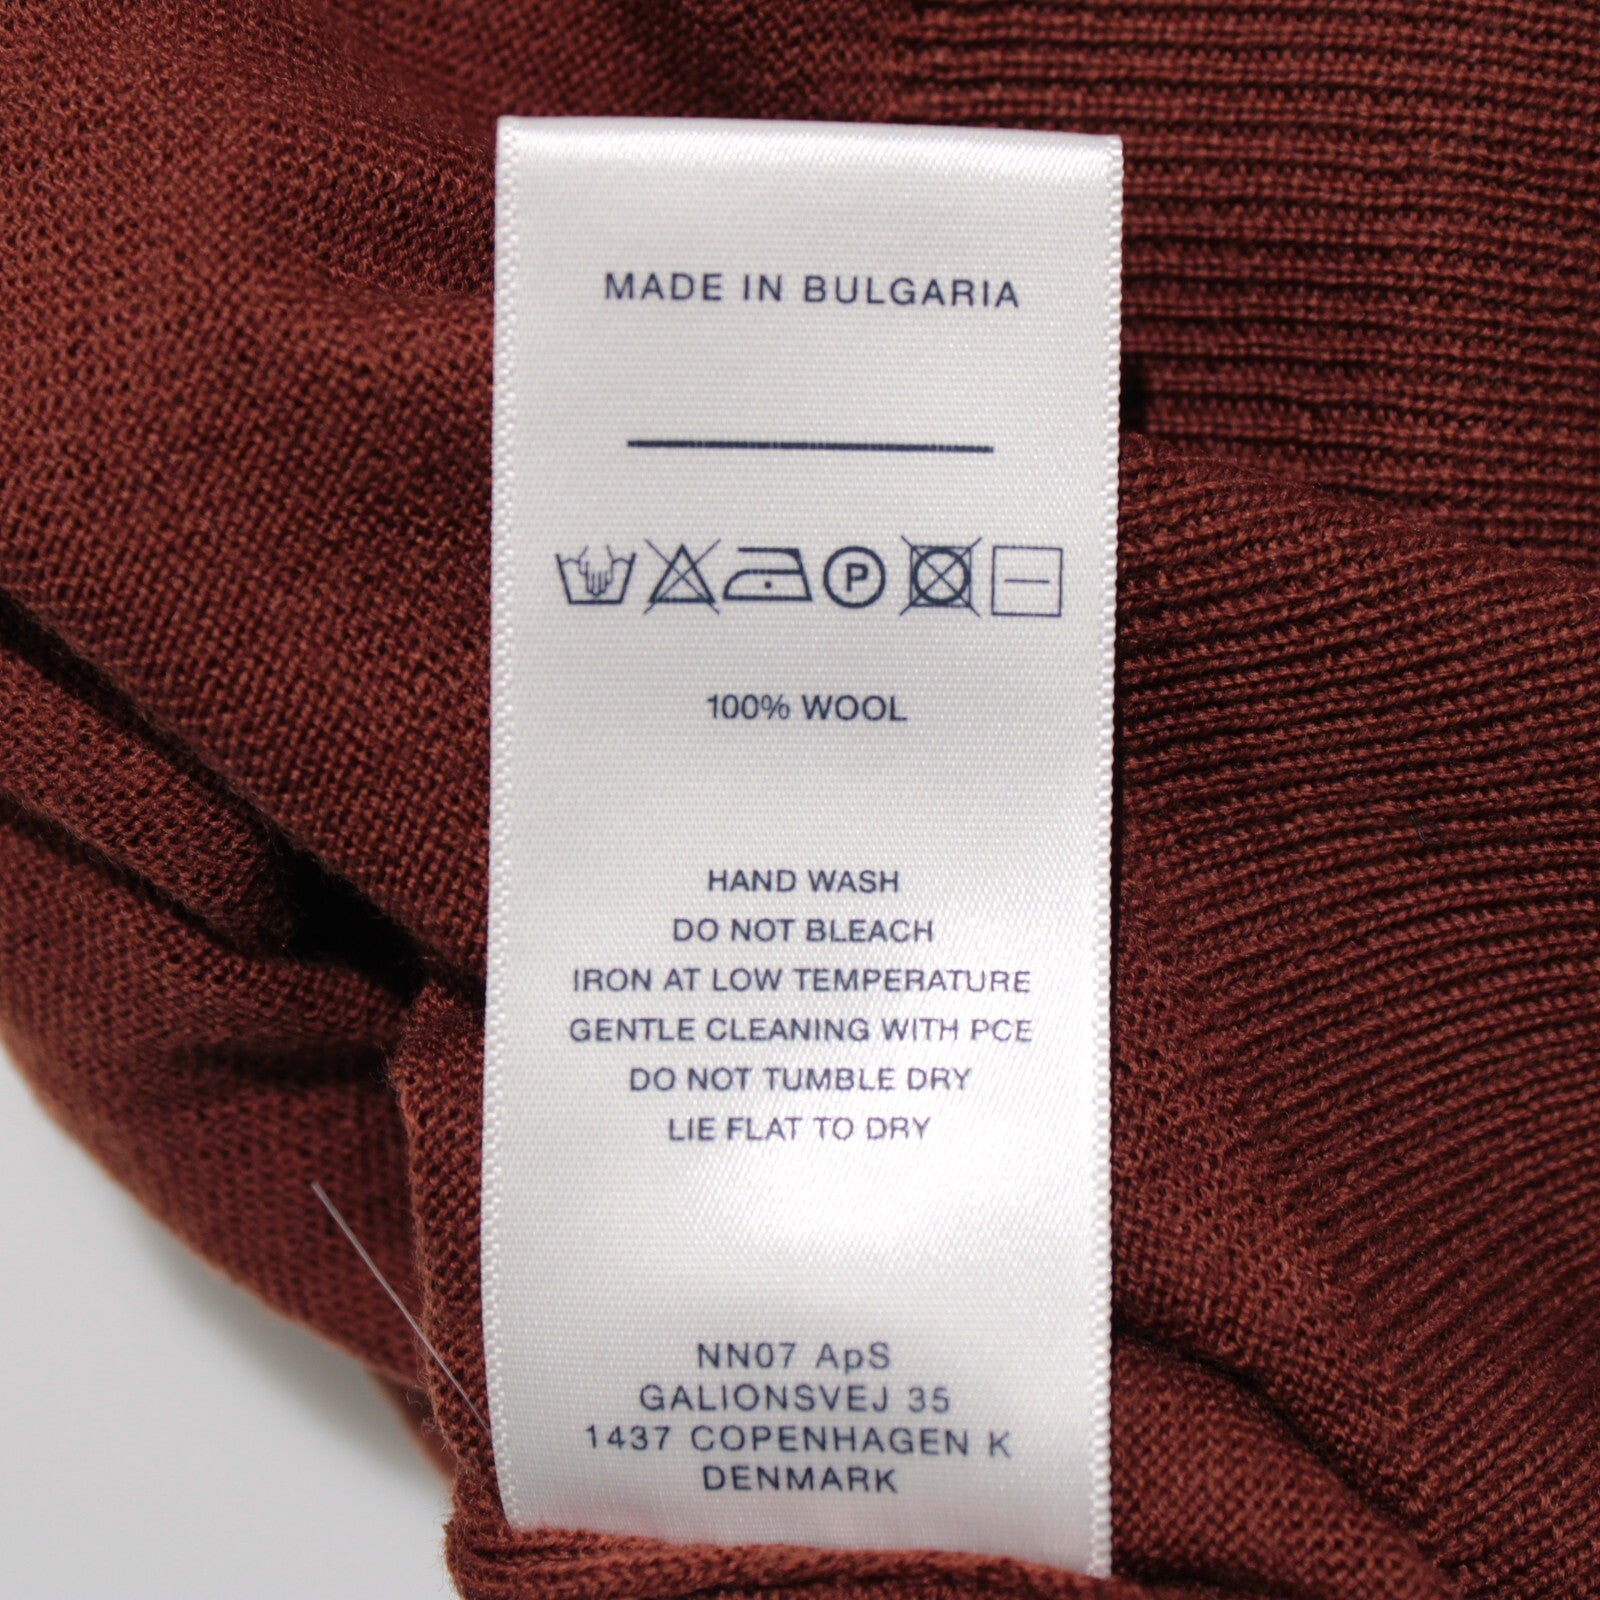 MADE IN BULGARIA
P
100% WOOL
HAND WASH
DO NOT BLEACH
IRON AT LOW TEMPERATURE
GENTLE CLEANING WITH PCE
DO NOT TUMBLE DRY
LIE FLAT TO DRY
NN07 ApS
GALIONSVEJ 35
1437 COPENHAGEN K
DENMARK